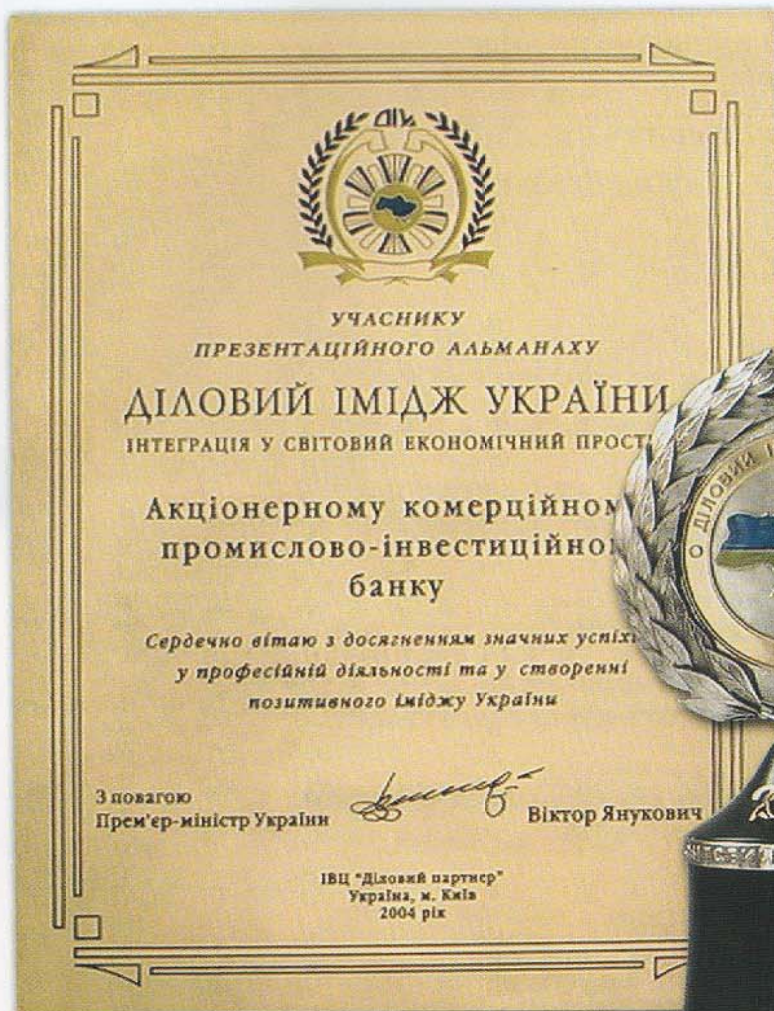 ДІУ
УЧАСНИКУ
ПРЕЗЕНТАЦІЙНОГО АЛЬМАНАХУ
ДІЛОВИЙ ІМІДЖ УКРАЇНИ
ІНТЕГРАЦІЯ У СВІТОВИЙ ЕКОНОМІЧНИЙ ПРОСТ
Акціонерному комерційном
промислово-інвестиційно
банку
Сердечно вітаю з досягненням значних успіх
у професійній діяльності та у створенні
позитивного іміджу України
З повагою
Прем'єр-міністр України
Віктор Янукович
ІВЦ "Діловий партнер"
Україна, м. Київ
2004 рік
ДІЛОВИЙ